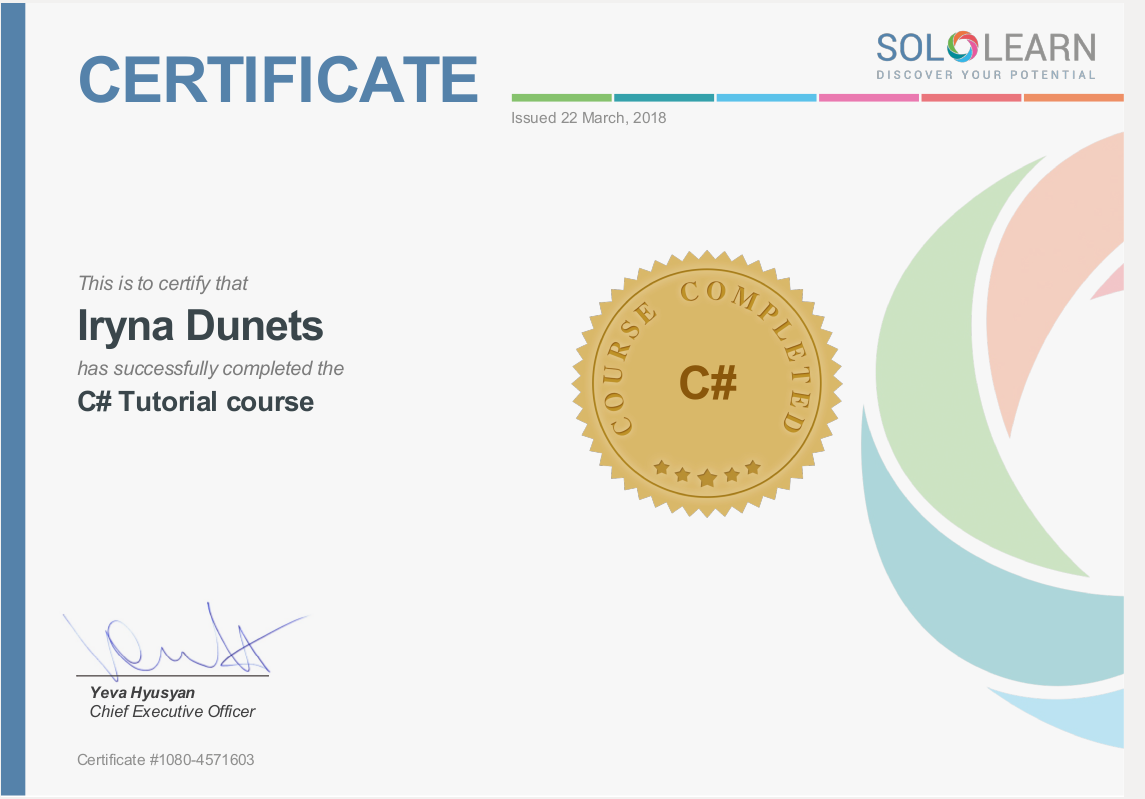 CERTIFICATE
SOLOLEARN
DISCOVER YOUR POTENTIAL
Issued 22 March, 2018
This is to certify that
Iryna Dunets
has successfully completed the
C# Tutorial course
COURSE COMPLETED
C#
Yeva Hyusyan
Chief Executive Officer
Certificate #1080-4571603